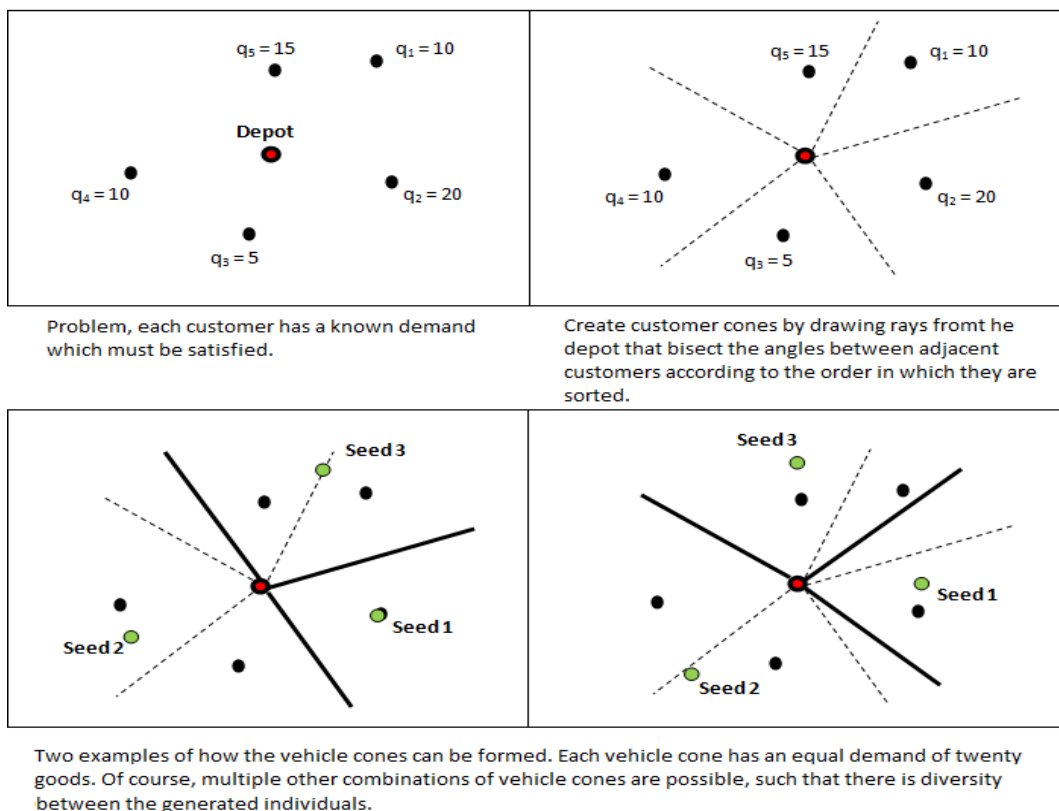 q₅ = 15
q₁ = 10
Depot
q₄ = 10
q₂ = 20
q₃ = 5
q₅ = 15
q₁ = 10
q₄ = 10
q₂ = 20
q₃ = 5
Problem, each customer has a known demand
which must be satisfied.
Create customer cones by drawing rays fromt he
depot that bisect the angles between adjacent
customers according to the order in which they are
sorted.
Seed 3
Seed 2
Seed 1
Seed 3
Seed 1
Seed 2
Two examples of how the vehicle cones can be formed. Each vehicle cone has an equal demand of twenty
goods. Of course, multiple other combinations of vehicle cones are possible, such that there is diversity
between the generated individuals.